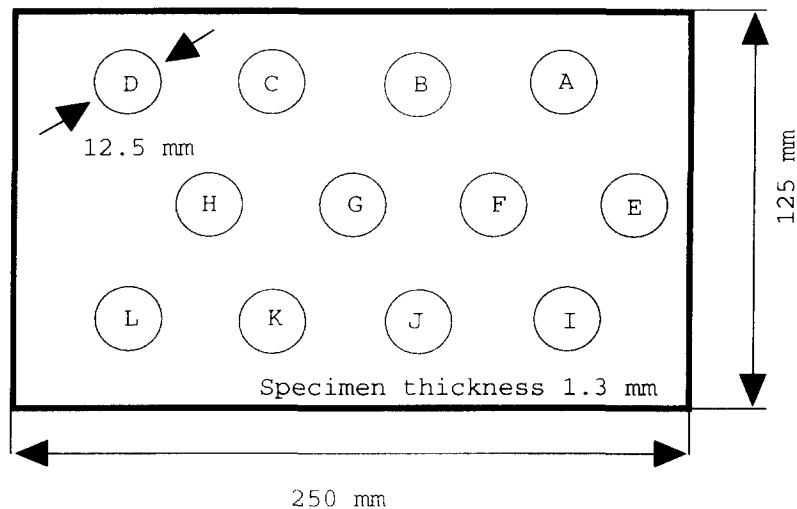 D C B A
12.5 mm
H G F E
125 mm
L K J I
Specimen thickness 1.3 mm
250 mm